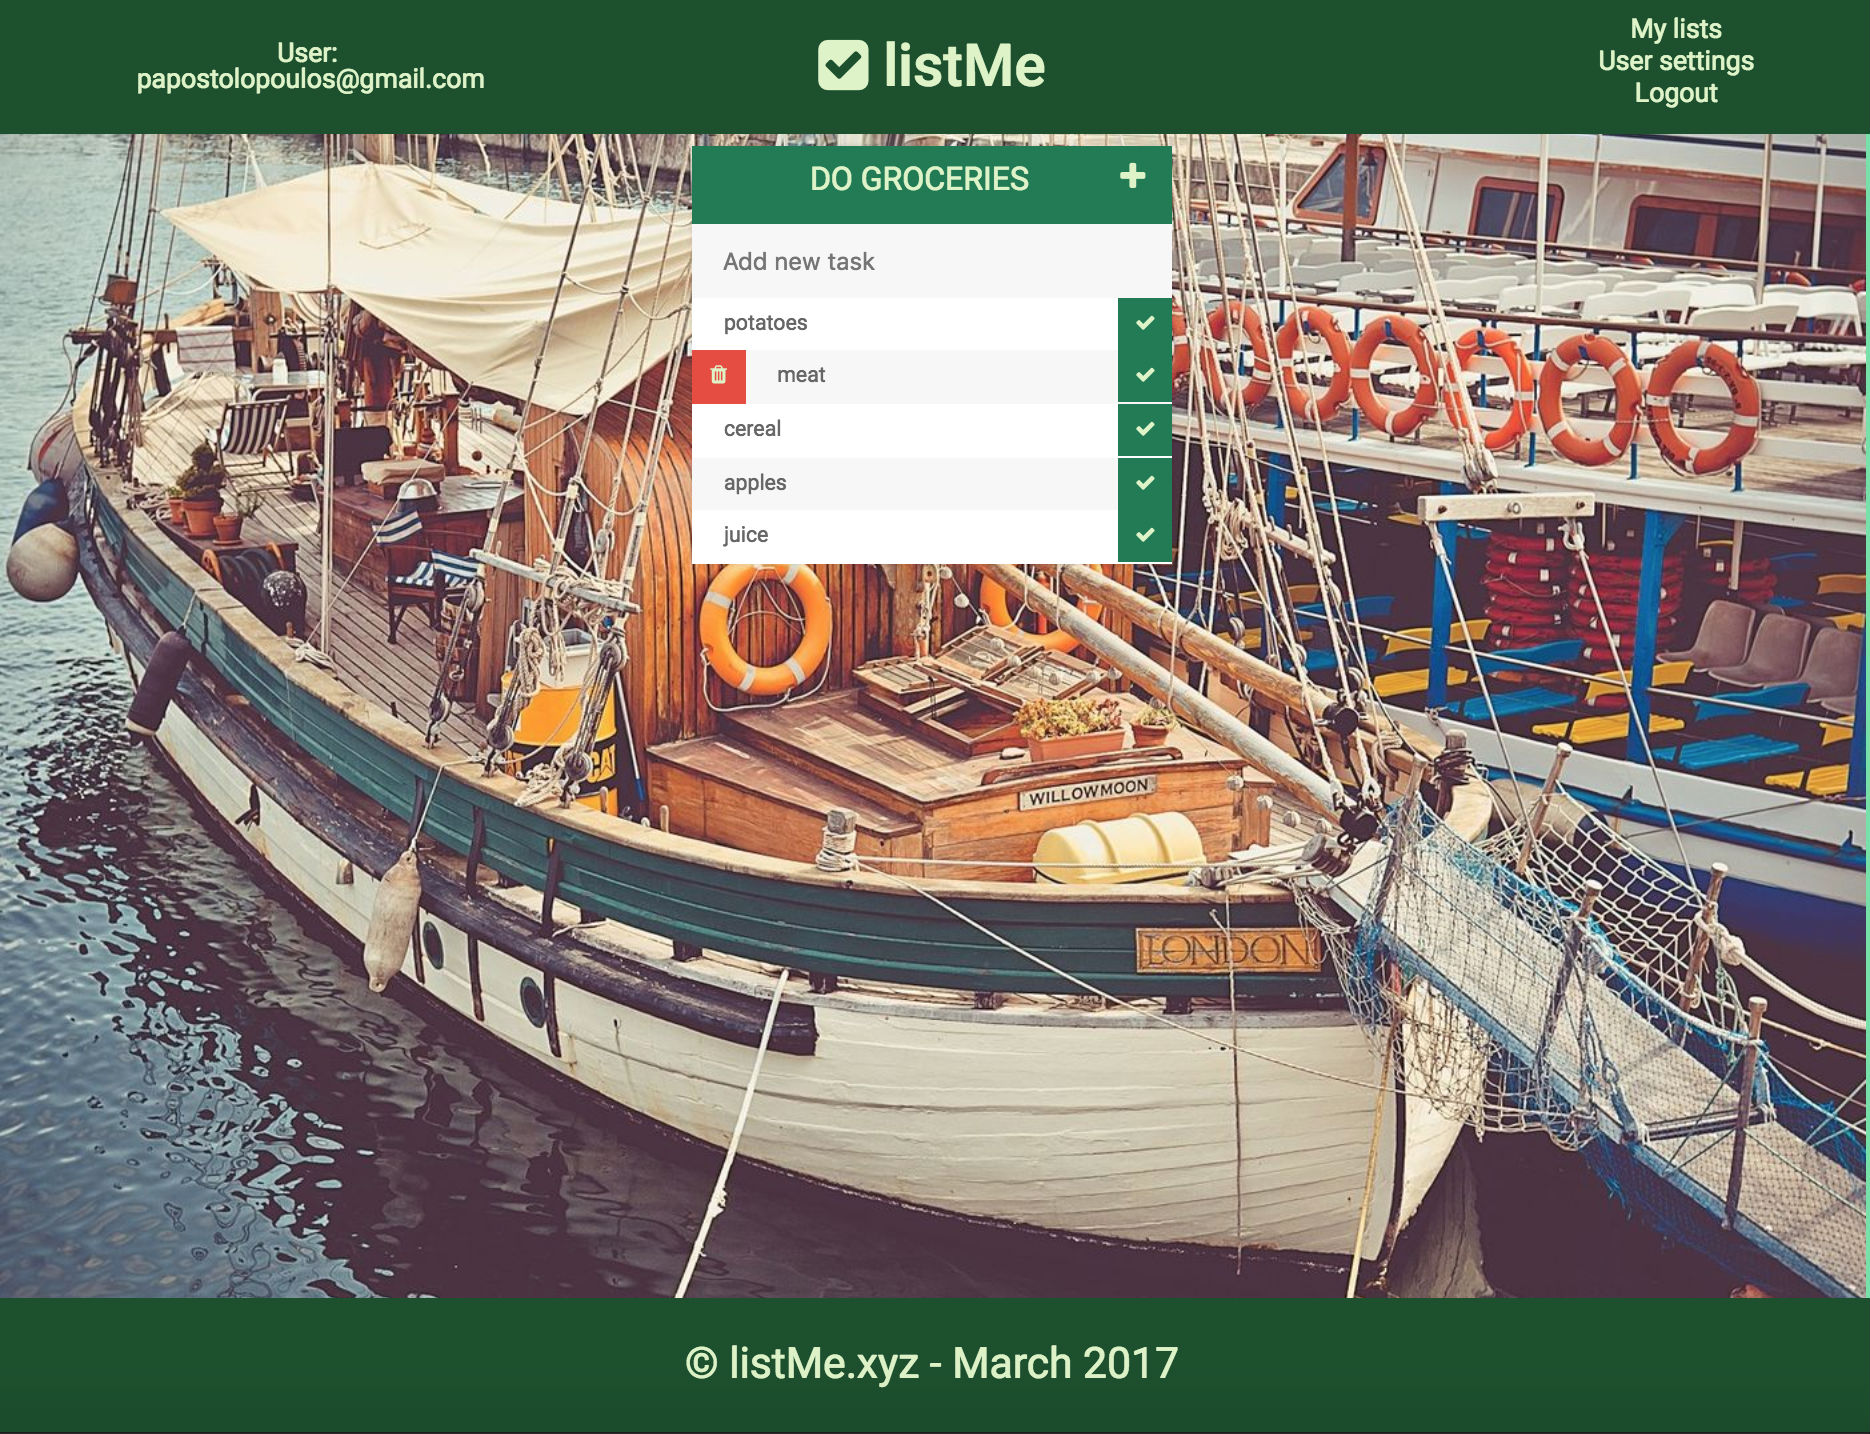 User:
papostolopoulos@gmail.com
listMe
My lists
User settings
Logout
DO GROCERIES
Add new task
potatoes
meat
cereal
apples
juice
CAT
WILLOWMOON
LONDON
© listMe.xyz - March 2017